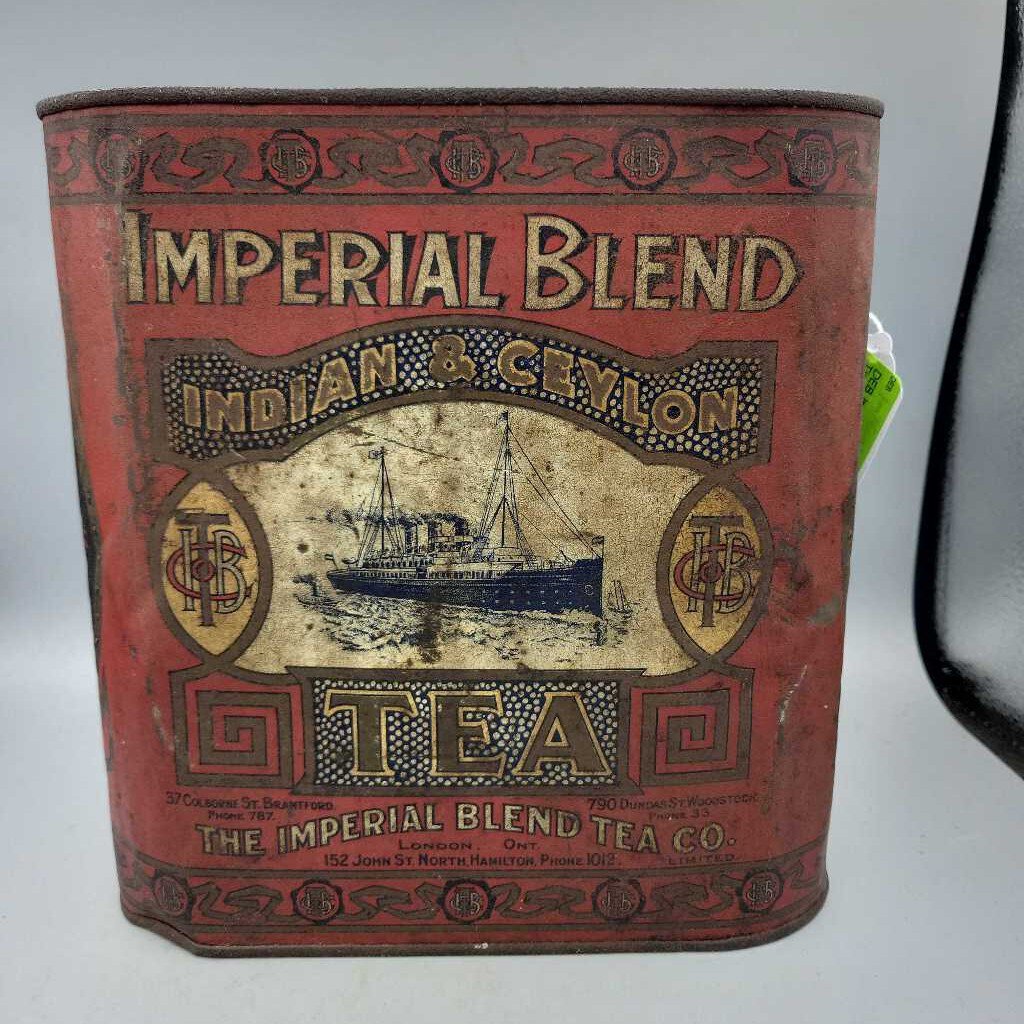 IMPERIAL BLEND
INDIAN & CEYLON
TEA
37 COLBORNE ST. BRANTFORD.
PHONE 787.
790 DUNDAS ST WOODSTOCK.
PHONE 33
THE IMPERIAL BLEND TEA CO.
LIMITED.
LONDON. ONT.
152 JOHN ST. NORTH, HAMILTON, PHONE 1012.